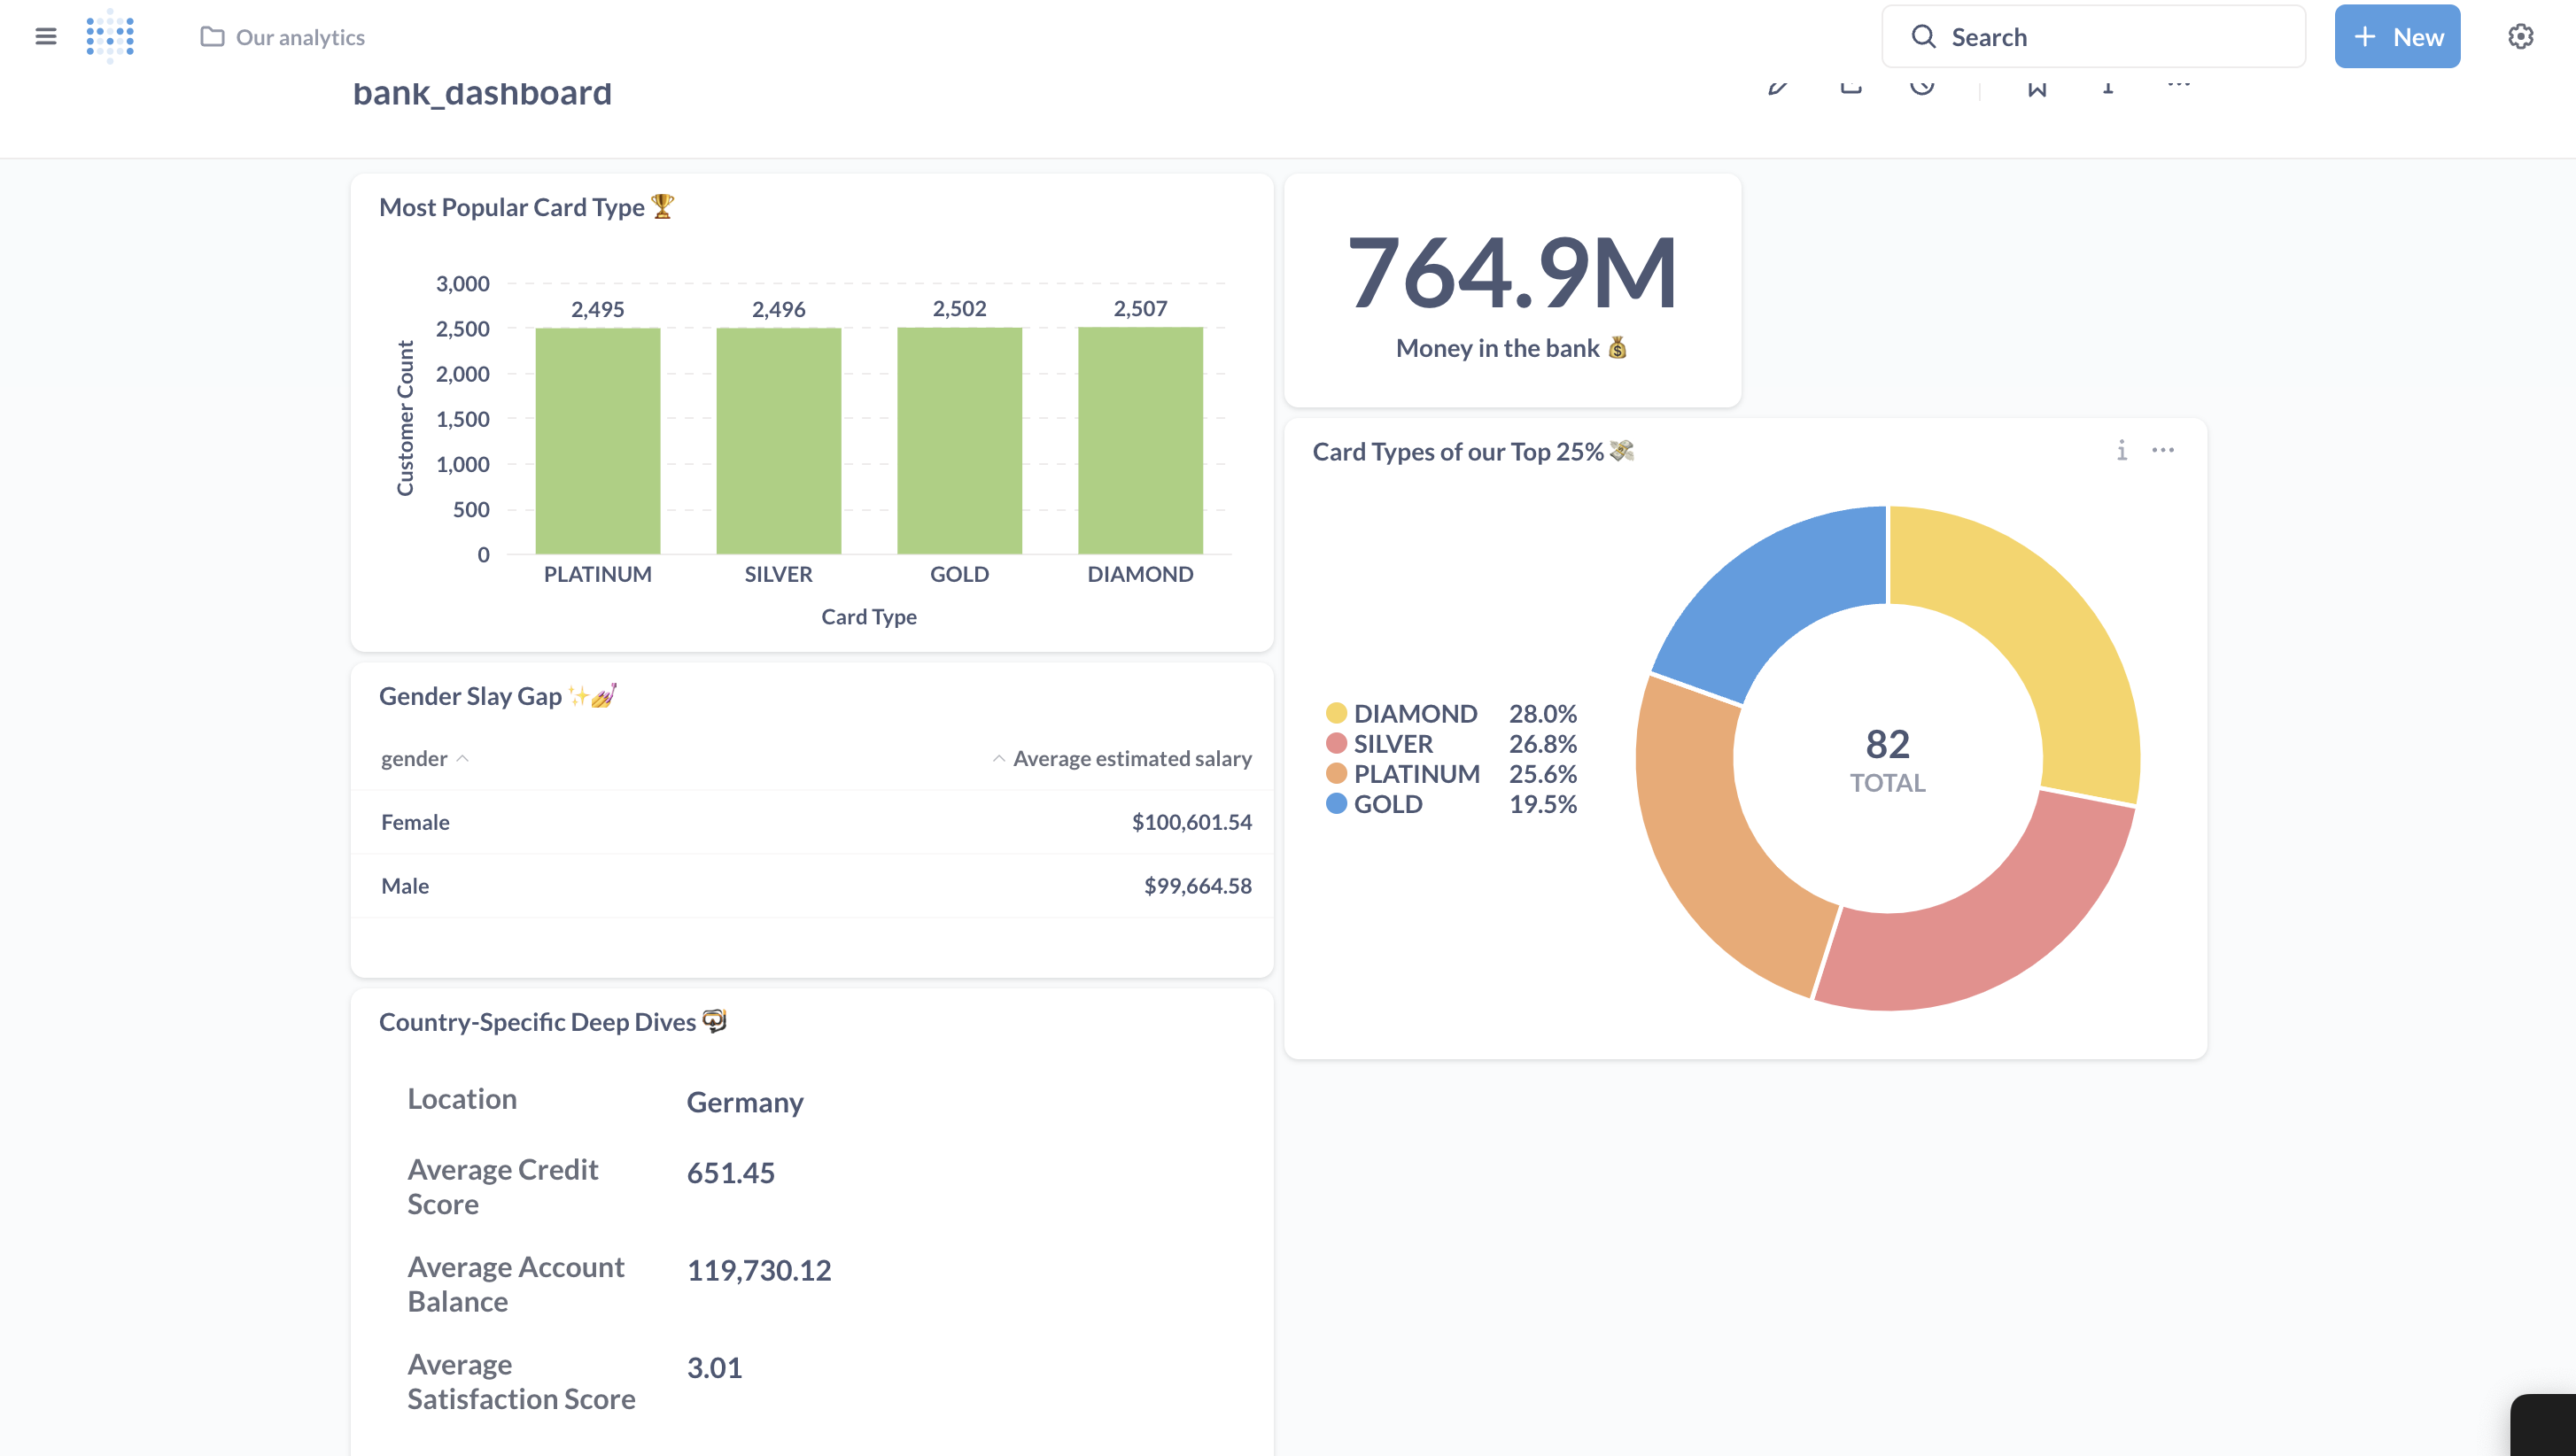 Our analytics
Search
New
bank_dashboard
Most Popular Card Type 🏆
3,000
2,500
2,000
1,500
1,000
500
0
Customer Count
2,495
2,496
2,502
2,507
PLATINUM
SILVER
GOLD
DIAMOND
Card Type
764.9M
Money in the bank 💰
Card Types of our Top 25% 💸
DIAMOND 28.0%
SILVER 26.8%
PLATINUM 25.6%
GOLD 19.5%
82
TOTAL
Gender Slay Gap ✨💅
gender
Average estimated salary
Female $100,601.54
Male $99,664.58
Country-Specific Deep Dives 🤿
Location Germany
Average Credit
Score
651.45
Average Account
Balance
119,730.12
Average
Satisfaction Score
3.01